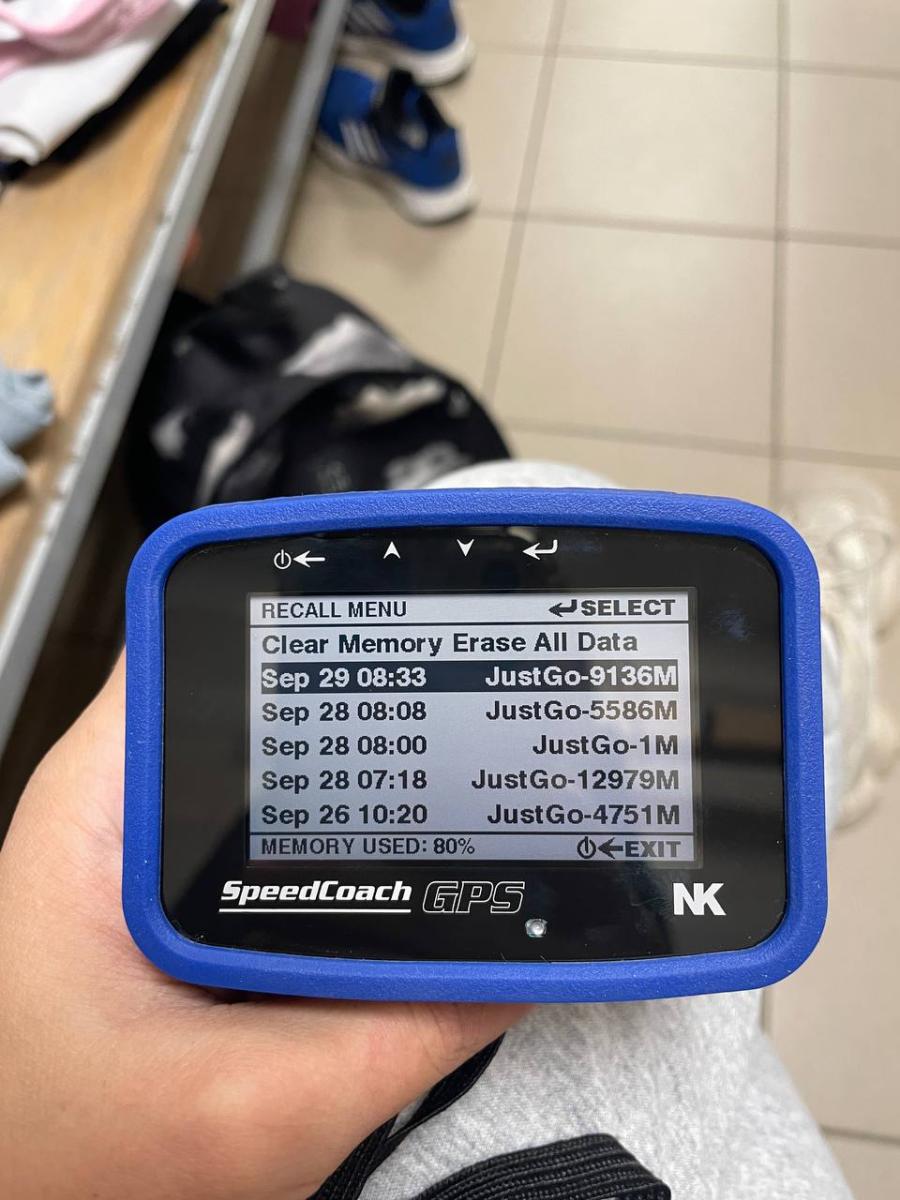 RECALL MENU ↵SELECT
Clear Memory Erase All Data
Sep 29 08:33 JustGo-9136M
Sep 28 08:08 JustGo-5586M
Sep 28 08:00 JustGo-1M
Sep 28 07:18 JustGo-12979M
Sep 26 10:20 JustGo-4751M
MEMORY USED: 80% ⏻←EXIT
SpeedCoach GPS NK